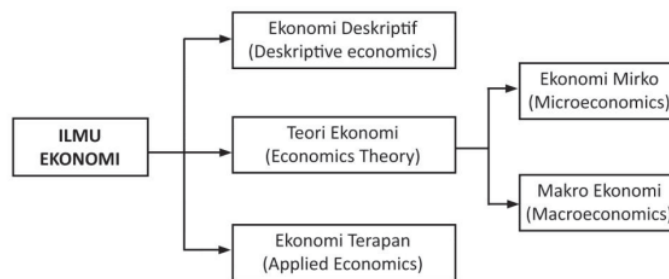 Ekonomi Deskriptif
(Deskriptive economics)
Ekonomi Mirko
(Microeconomics)
ILMU
EKONOMI
Teori Ekonomi
(Economics Theory)
Makro Ekonomi
(Macroeconomics)
Ekonomi Terapan
(Applied Economics)